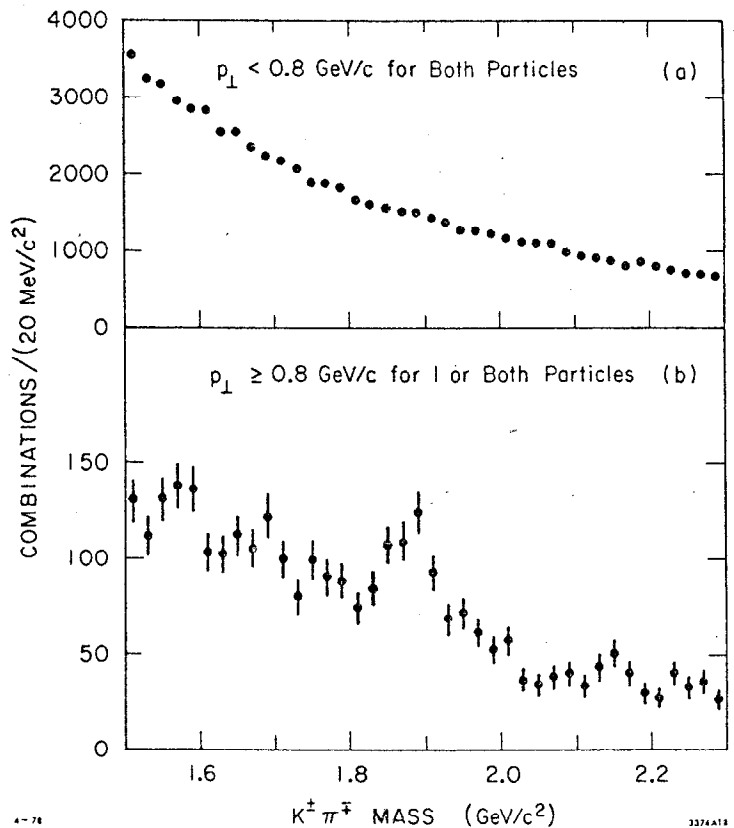 4000
p⊥ < 0.8 GeV/c for Both Particles (a)
3000
2000
1000
0
COMBINATIONS/(20 MeV/c²)
p⊥ ≥ 0.8 GeV/c for 1 or Both Particles (b)
150
100
50
0
1.6 1.8 2.0 2.2
K± π∓ MASS (GeV/c²)
4-78 3374A18